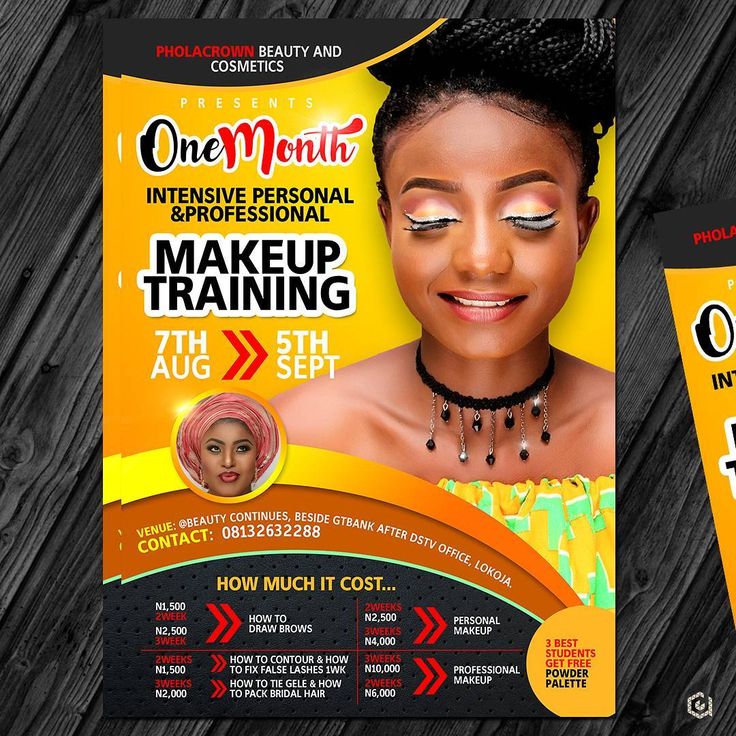 PHOLACROWN BEAUTY AND
COSMETICS
PRESENTS
OneMonth
INTENSIVE PERSONAL
&PROFESSIONAL
MAKEUP
TRAINING
7TH
AUG
5TH
SEPT
VENUE: @BEAUTY CONTINUES, BESIDE GTBANK AFTER DSTV OFFICE, LOKOJA.
CONTACT: 08132632288
HOW MUCH IT COST...
N1,500
2WEEK
N2,500
3WEEK
HOW TO
DRAW BROWS
2WEEKS
N2,500
3WEEKS
N4,000
PERSONAL
MAKEUP
2WEEKS
N1,500
HOW TO CONTOUR & HOW
TO FIX FALSE LASHES 1WK
3WEEKS
N2,000
HOW TO TIE GELE & HOW
TO PACK BRIDAL HAIR
3WEEKS
N10,000
2WEEKS
N6,000
PROFESSIONAL
MAKEUP
3 BEST
STUDENTS
GET FREE
POWDER
PALETTE
PHOLA
P
O
INT